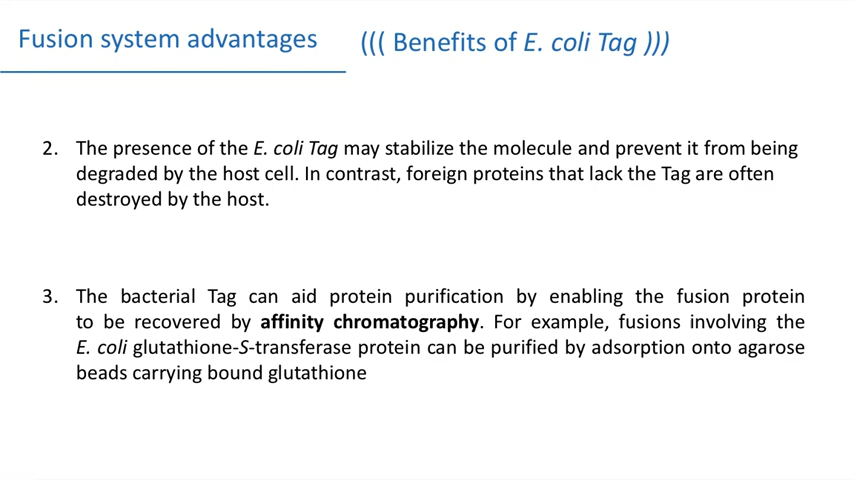 Fusion system advantages ((( Benefits of E. coli Tag )))
2. The presence of the E. coli Tag may stabilize the molecule and prevent it from being
degraded by the host cell. In contrast, foreign proteins that lack the Tag are often
destroyed by the host.
3. The bacterial Tag can aid protein purification by enabling the fusion protein
to be recovered by affinity chromatography. For example, fusions involving the
E. coli glutathione-S-transferase protein can be purified by adsorption onto agarose
beads carrying bound glutathione